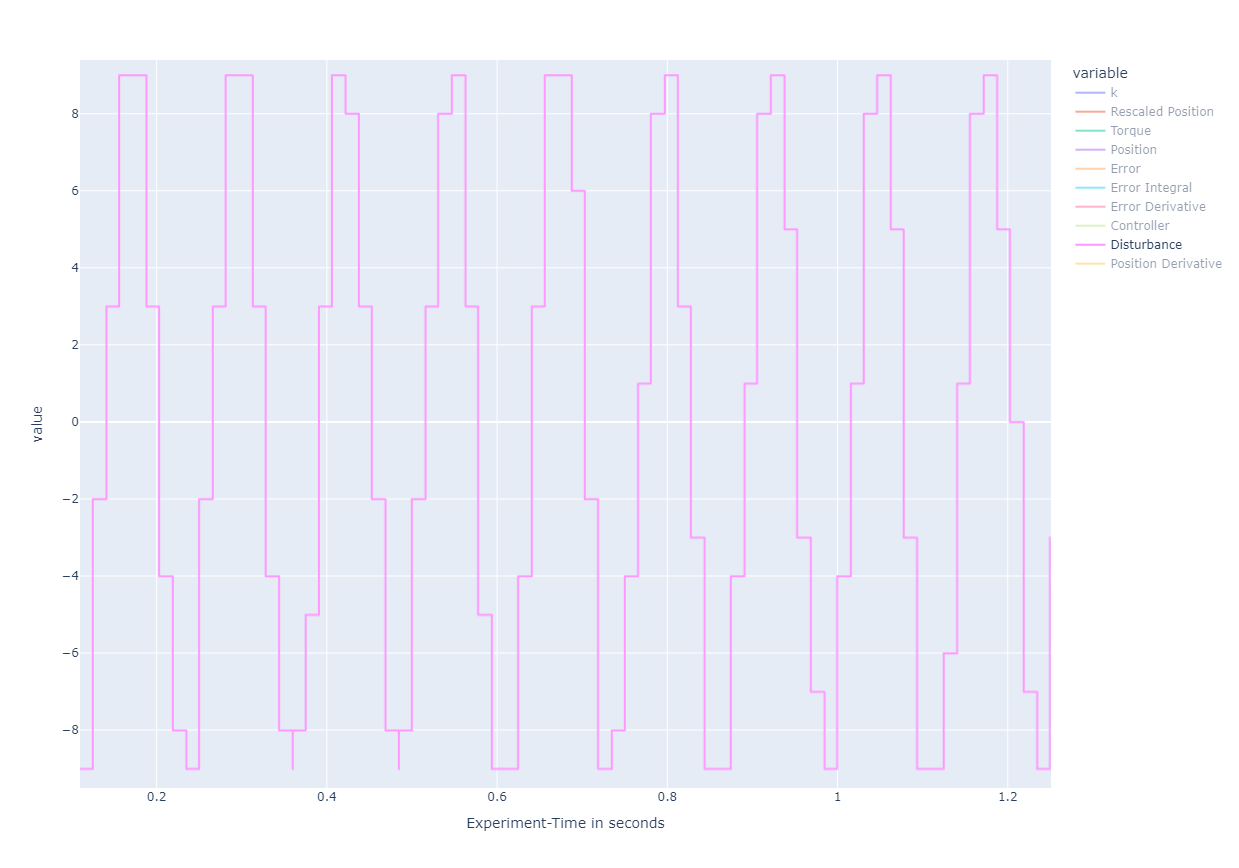 variable
k
Rescaled Position
Torque
Position
Error
Error Integral
Error Derivative
Controller
Disturbance
Position Derivative
8
6
4
2
0
−2
−4
−6
−8
value
0.2 0.4 0.6 0.8 1 1.2
Experiment-Time in seconds